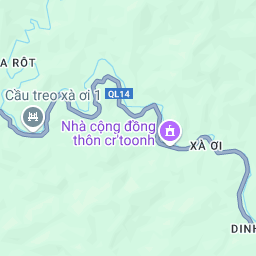 A RÔT
Cầu treo xà ơi 1
QL14
Nhà cộng đồng
thôn cr'toonh
XÀ ƠI
DINH